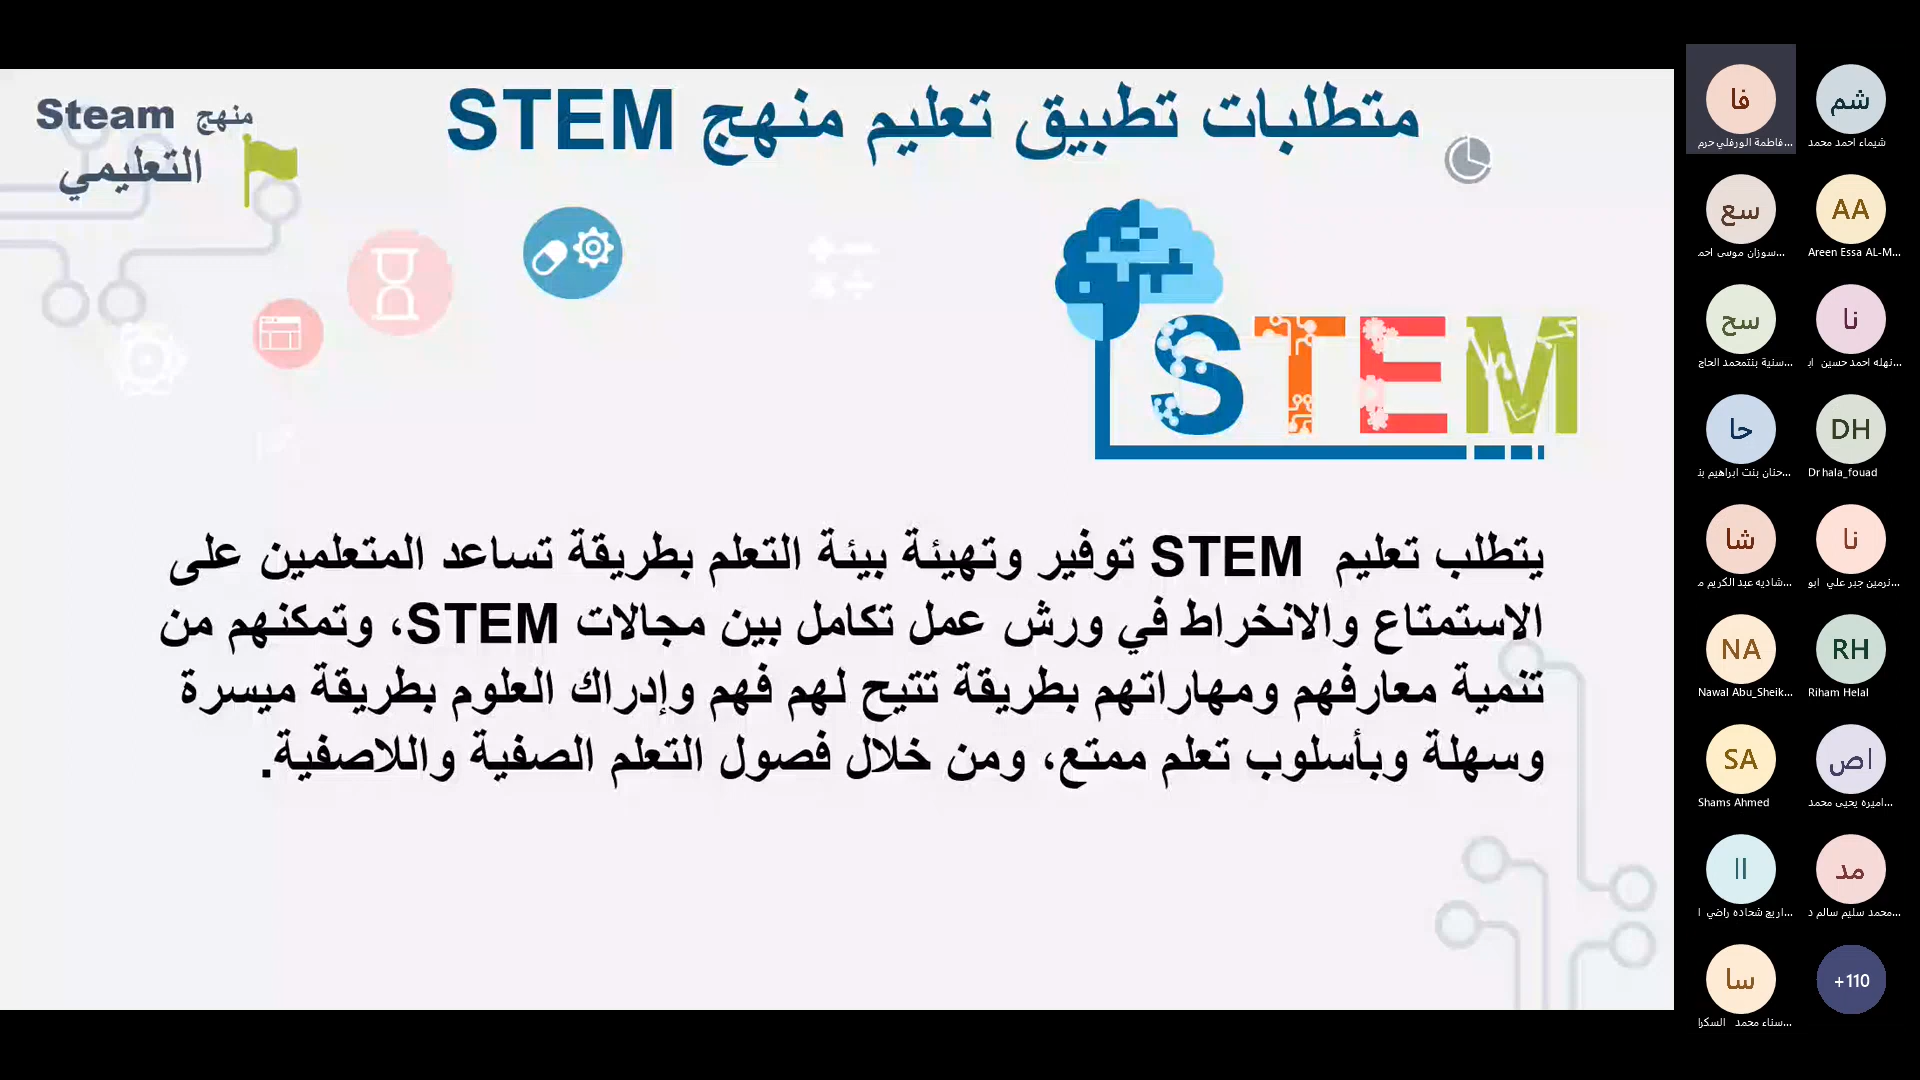 منهج Steam
التعليمي
متطلبات تطبيق تعليم منهج STEM
STEM
يتطلب تعليم STEM توفير وتهيئة بيئة التعلم بطريقة تساعد المتعلمين على
الاستمتاع والانخراط في ورش عمل تكامل بين مجالات STEM، وتمكنهم من
تنمية معارفهم ومهاراتهم بطريقة تتيح لهم فهم وإدراك العلوم بطريقة ميسرة
وسهلة وبأسلوب تعلم ممتع، ومن خلال فصول التعلم الصفية واللاصفية.
فا
فاطمة الورفلي حرم...
شم
شيماء احمد محمد
سع
سوزان موسى احمد...
AA
Areen Essa AL-M...
سح
سنية بنتمحمد الحاج...
نا
نهله احمد حسين اب...
حا
حنان بنت ابراهيم بن...
DH
Dr hala_fouad
شا
شاديه عبد الكريم م...
نا
نرمين جبر علي ابو...
NA
Nawal Abu_Sheik...
RH
Riham Helal
SA
Shams Ahmed
اص
اميره يحيى محمد...
اا
اريج شحاده راضي ا...
مد
محمد سليم سالم د...
سا
سناء محمد السكرا...
+110